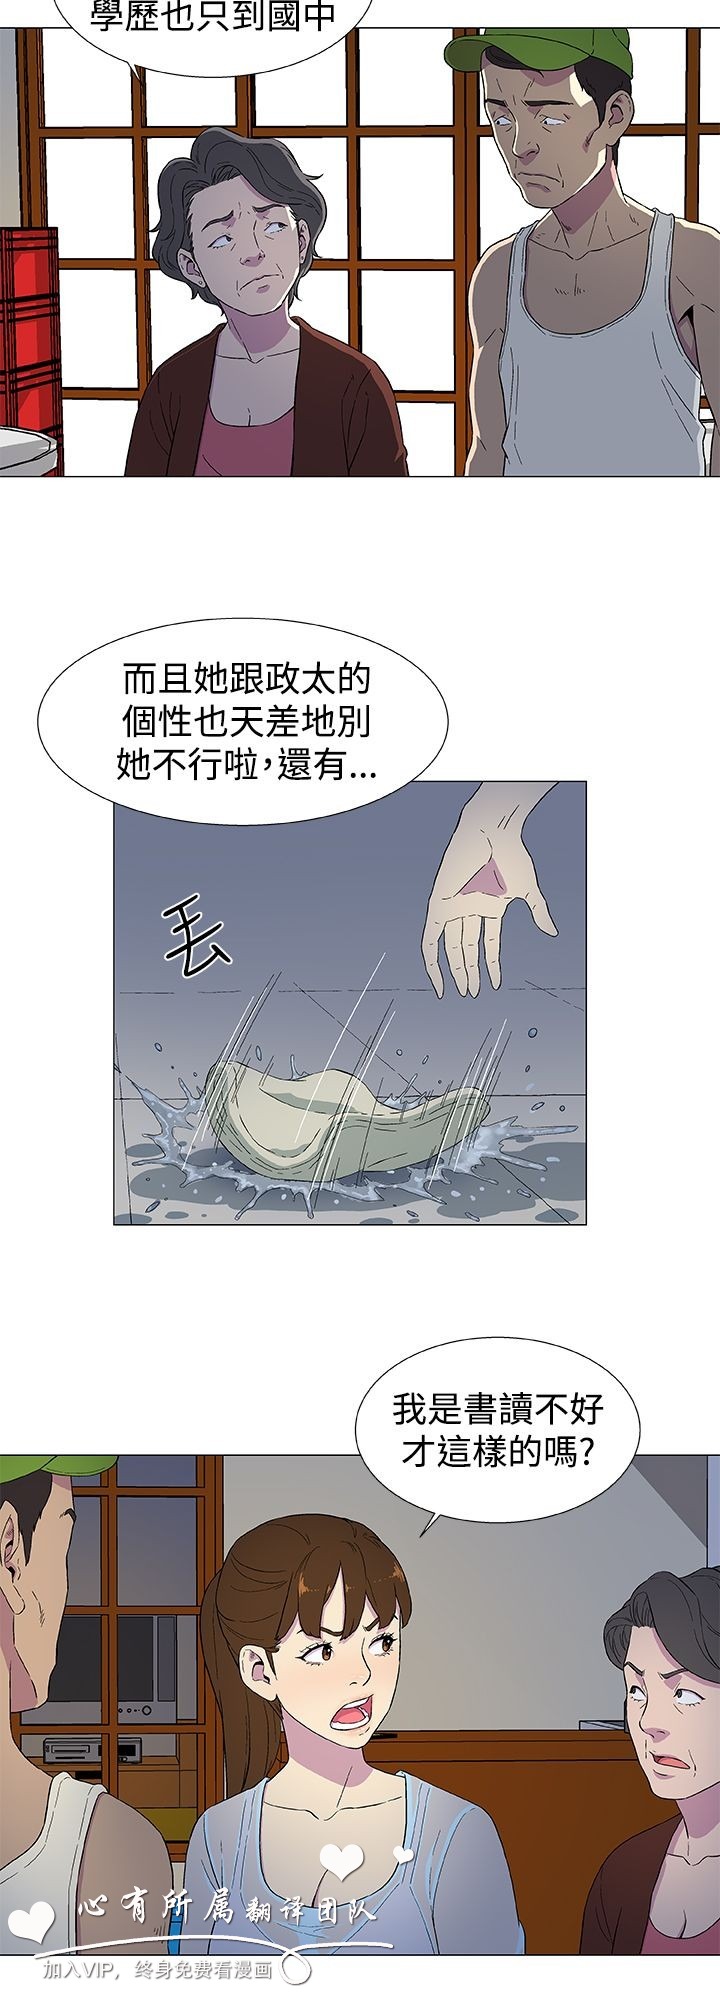 學歷也只到國中
而且她跟政太的
個性也天差地別
她不行啦，還有...
丟
我是書讀不好
才這樣的嗎?
心有所属翻译团队
加入VIP，终身免费看漫画